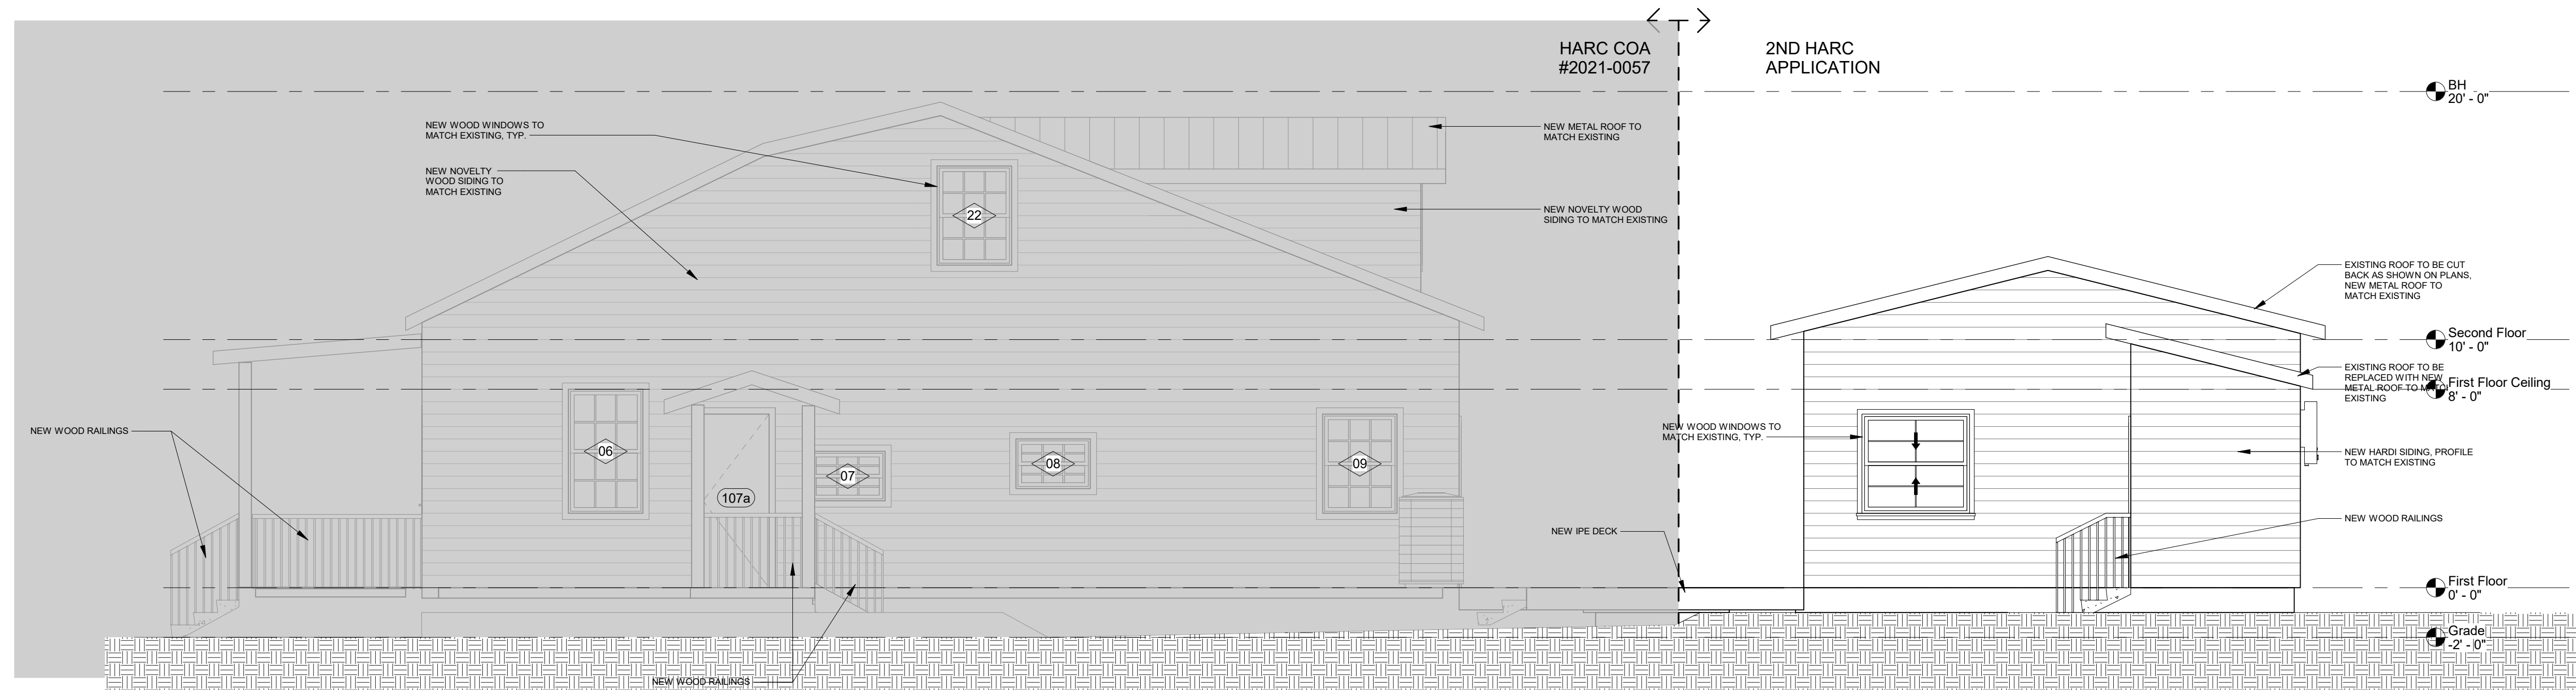 HARC COA
#2021-0057
2ND HARC
APPLICATION
BH
20' - 0"
NEW WOOD WINDOWS TO
MATCH EXISTING, TYP.
NEW METAL ROOF TO
MATCH EXISTING
NEW NOVELTY
WOOD SIDING TO
MATCH EXISTING
22
NEW NOVELTY WOOD
SIDING TO MATCH EXISTING
EXISTING ROOF TO BE CUT
BACK AS SHOWN ON PLANS,
NEW METAL ROOF TO
MATCH EXISTING
Second Floor
10' - 0"
EXISTING ROOF TO BE
REPLACED WITH NEW
METAL ROOF TO
EXISTING
First Floor Ceiling
8' - 0"
NEW WOOD RAILINGS
06
107a
07
08
09
NEW WOOD WINDOWS TO
MATCH EXISTING, TYP.
NEW HARDI SIDING, PROFILE
TO MATCH EXISTING
NEW IPE DECK
NEW WOOD RAILINGS
First Floor
0' - 0"
Grade
-2' - 0"
NEW WOOD RAILINGS